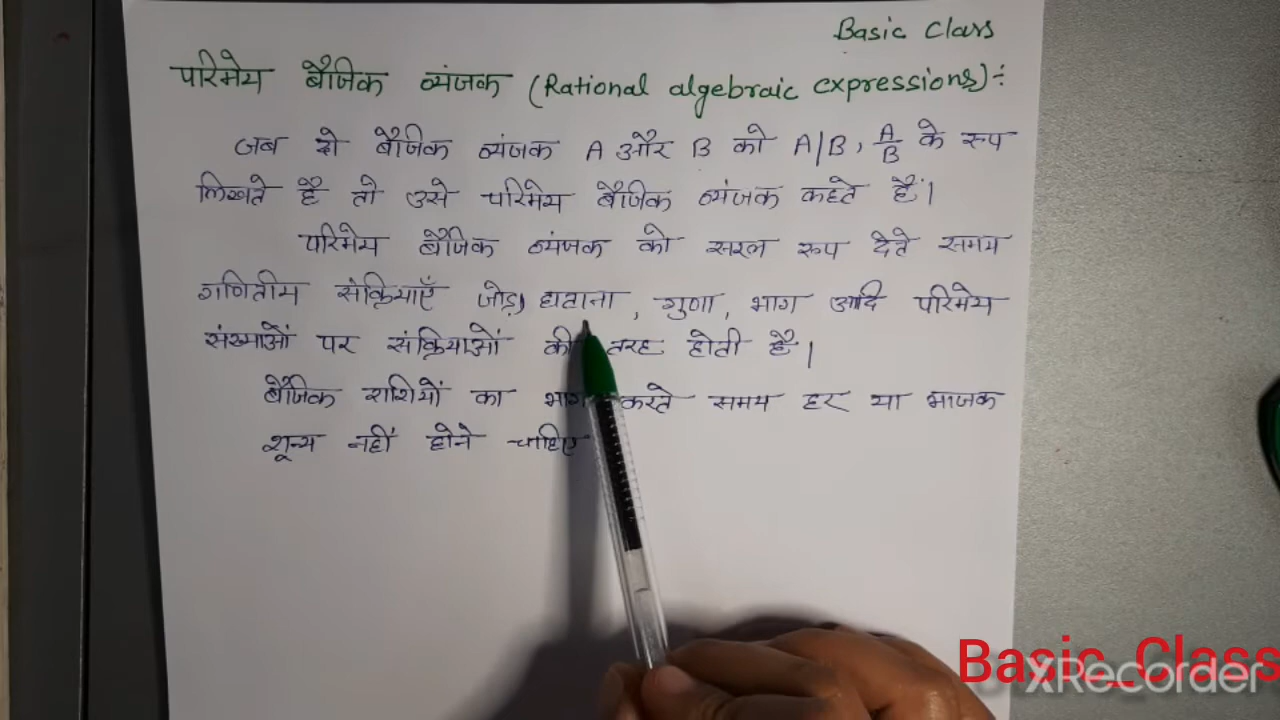 Basic Class
परिमेय बैजिक व्यंजक (Rational algebraic expressions) ÷
जब दो बैजिक व्यंजक A और B को A/B, A/B के रूप
लिखते है तो उसे परिमेय बैजिक व्यंजक कहते हैं।
परिमेय बैजिक व्यंजक को सरल रूप देते समय
गणितीय संक्रियाएँ जोड़, हाताना, गुणा, भाग आदि परिमेय
संख्याओं पर संक्रियाओं की तरह होती है।
बैजिक राशियों का भाग करते समय हर या भाजक
शून्य नहीं होने चाहिए
Basic_Class
XRecorder